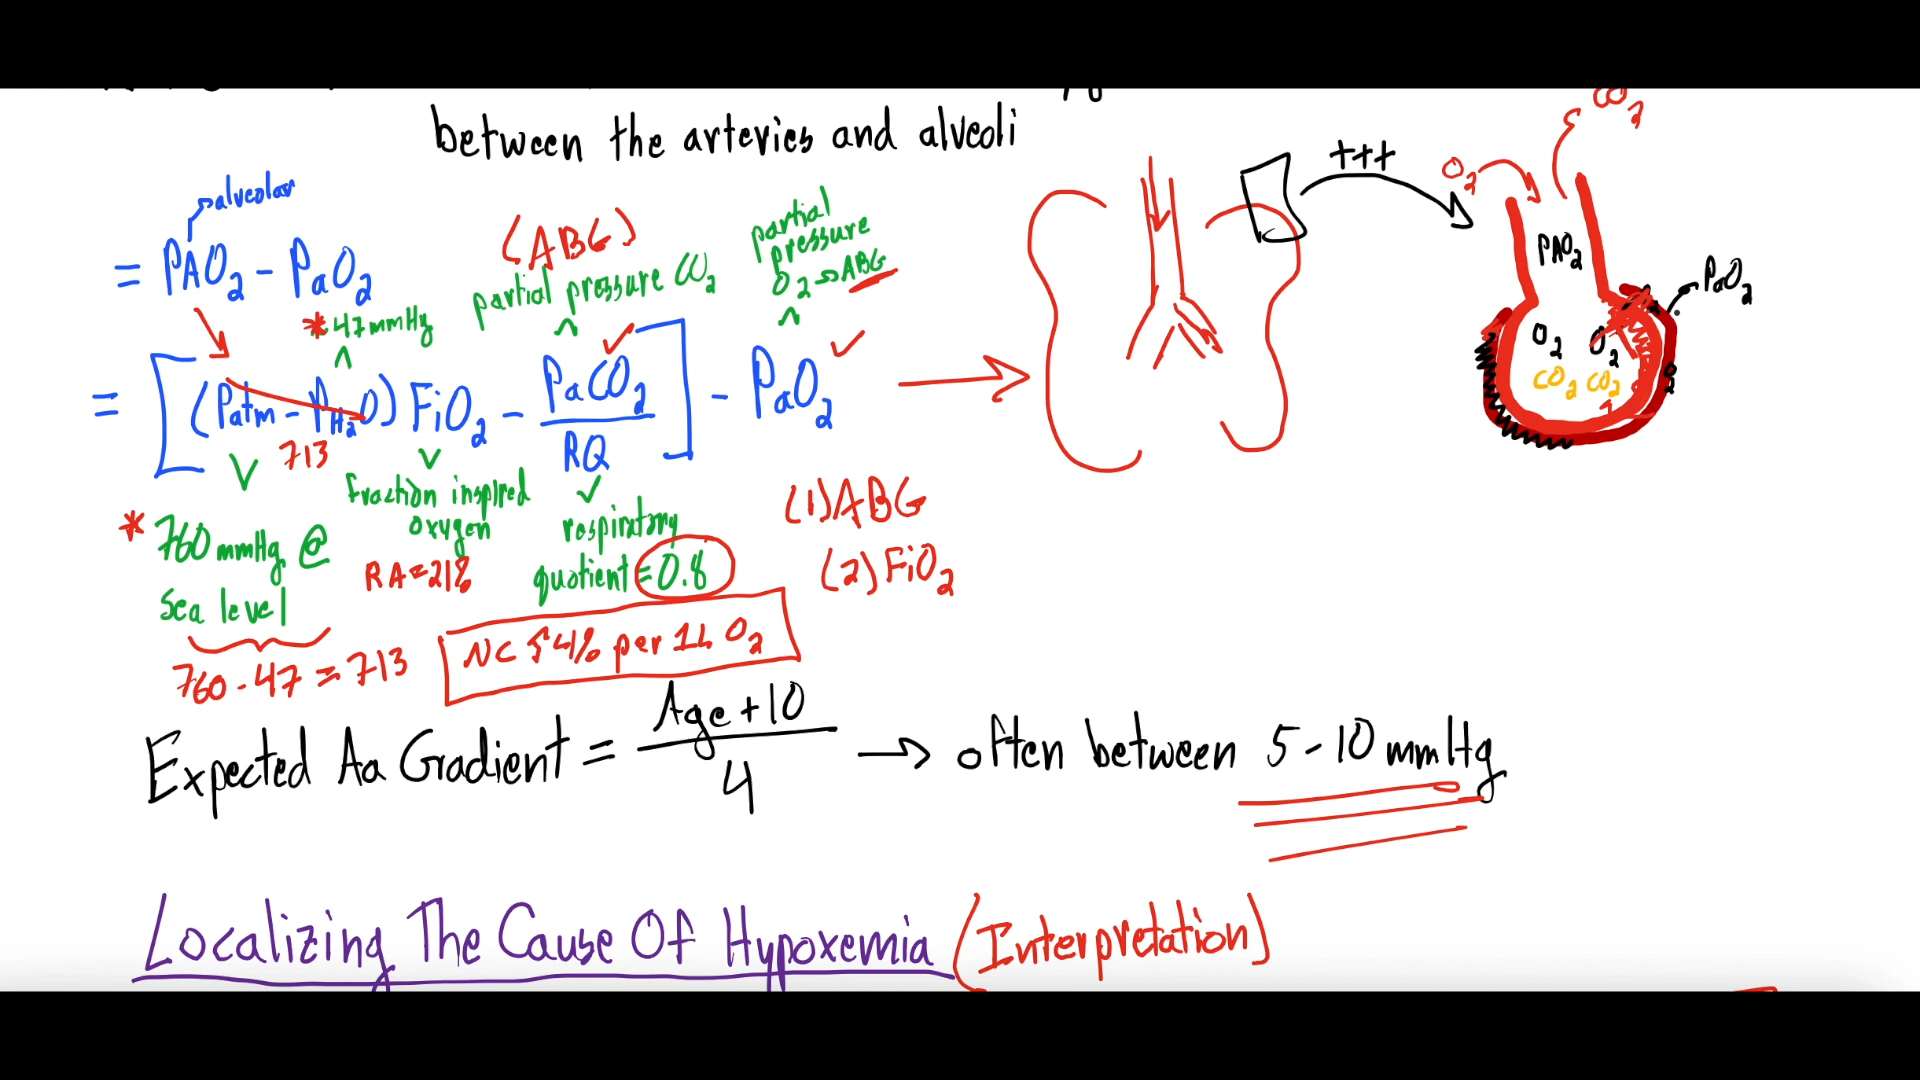 between the arteries and alveoli
alveolar
= PAO2 - PaO2
(ABG)
partial pressure CO2
partial
pressure
O2 → ABG
* 47 mmHg
= [(Patm - PH2O) FiO2 - PaCO2 / RQ] - PaO2
713
fraction inspired
oxygen
RA=21%
respiratory
quotient = 0.8
* 760 mmHg @
Sea level
760 - 47 = 713
(1) ABG
(2) FiO2
4% per 1L O2
Expected Aa Gradient = Age + 10 / 4 → often between 5-10 mmHg
Localizing The Cause Of Hypoxemia (Interpretation)
+++
O2
CO2
PAO2
PaO2
O2 O2
CO2 CO2
O2